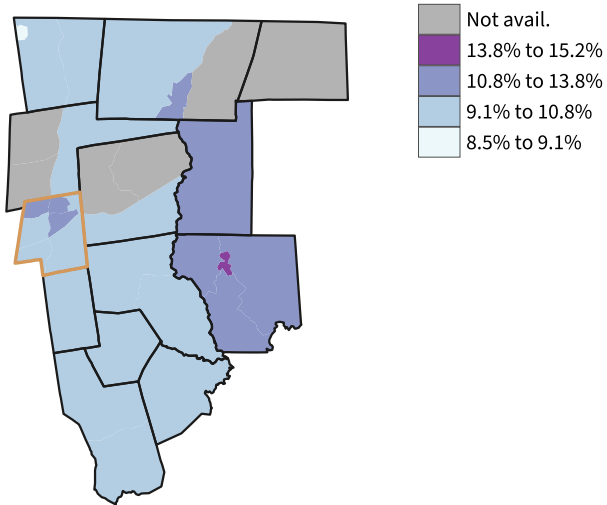 Not avail.
13.8% to 15.2%
10.8% to 13.8%
9.1% to 10.8%
8.5% to 9.1%